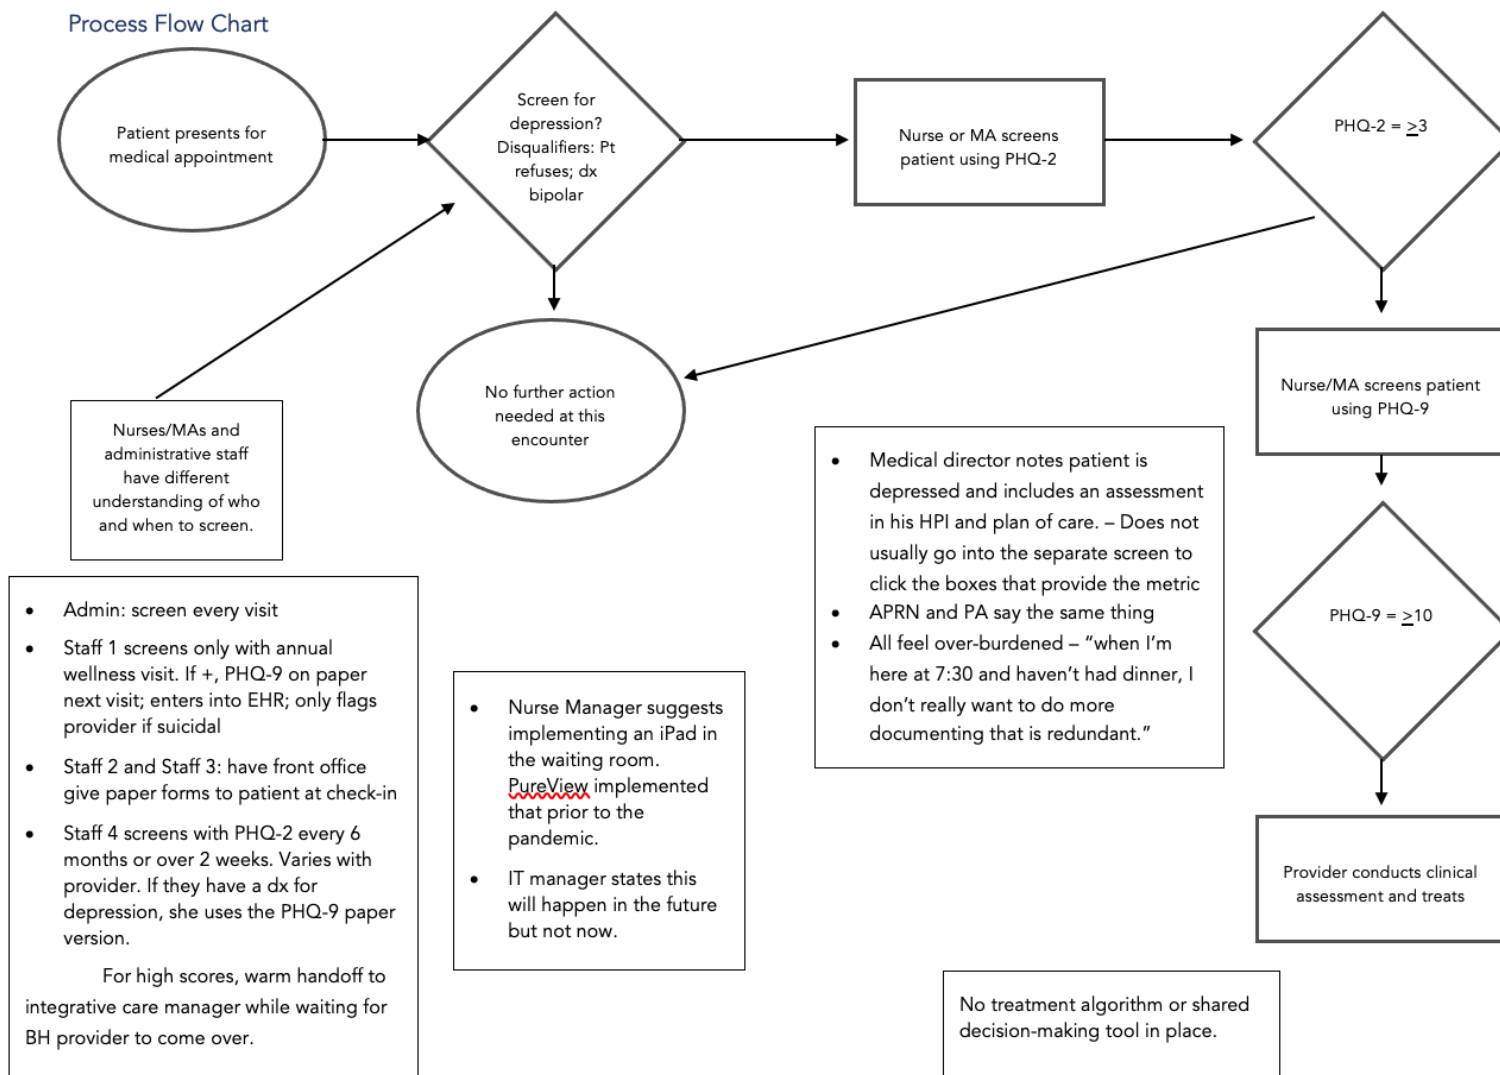 Process Flow Chart
Patient presents for
medical appointment
Screen for
depression?
Disqualifiers: Pt
refuses; dx
bipolar
Nurse or MA screens
patient using PHQ-2
PHQ-2 = ≥3
No further action
needed at this
encounter
Nurse/MA screens patient
using PHQ-9
PHQ-9 = ≥10
Provider conducts clinical
assessment and treats
Nurses/MAs and
administrative staff
have different
understanding of who
and when to screen.
• Admin: screen every visit
• Staff 1 screens only with annual
wellness visit. If +, PHQ-9 on paper
next visit; enters into EHR; only flags
provider if suicidal
• Staff 2 and Staff 3: have front office
give paper forms to patient at check-in
• Staff 4 screens with PHQ-2 every 6
months or over 2 weeks. Varies with
provider. If they have a dx for
depression, she uses the PHQ-9 paper
version.
For high scores, warm handoff to
integrative care manager while waiting for
BH provider to come over.
• Nurse Manager suggests
implementing an iPad in
the waiting room.
PureView implemented
that prior to the
pandemic.
• IT manager states this
will happen in the future
but not now.
• Medical director notes patient is
depressed and includes an assessment
in his HPI and plan of care. – Does not
usually go into the separate screen to
click the boxes that provide the metric
• APRN and PA say the same thing
• All feel over-burdened – “when I’m
here at 7:30 and haven’t had dinner, I
don’t really want to do more
documenting that is redundant.”
No treatment algorithm or shared
decision-making tool in place.